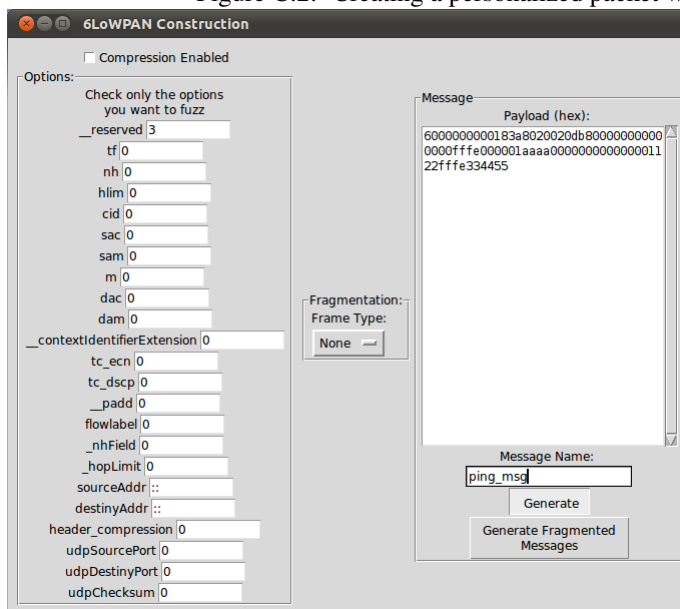 Figure C.2: Creating a personalized packet w
6LoWPAN Construction
Compression Enabled
Options:
Check only the options
you want to fuzz
__reserved 3
tf 0
nh 0
hlim 0
cid 0
sac 0
sam 0
m 0
dac 0
dam 0
__contextIdentifierExtension 0
tc_ecn 0
tc_dscp 0
__padd 0
flowlabel 0
_nhField 0
_hopLimit 0
sourceAddr ::
destinyAddr ::
header_compression 0
udpSourcePort 0
udpDestinyPort 0
udpChecksum 0
Fragmentation:
Frame Type:
None
Message
Payload (hex):
6000000000183a8020020db80000000000
0000fffe000001aaaa0000000000000011
22fffe334455
Message Name:
ping_msg
Generate
Generate Fragmented
Messages